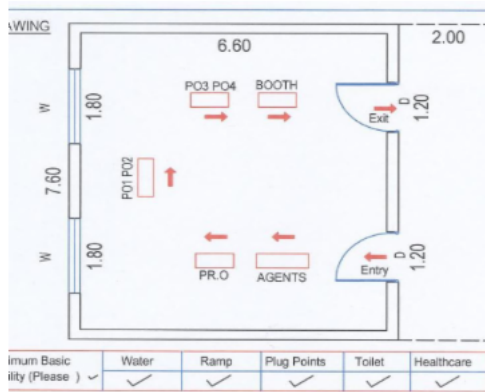 AWING
6.60
2.00
PO3 PO4
BOOTH
W
1.80
Exit
D
1.20
PO1 PO2
7.60
W
1.80
PR.O
AGENTS
Entry
D
1.20
imum Basic
ility (Please )
Water
Ramp
Plug Points
Toilet
Healthcare